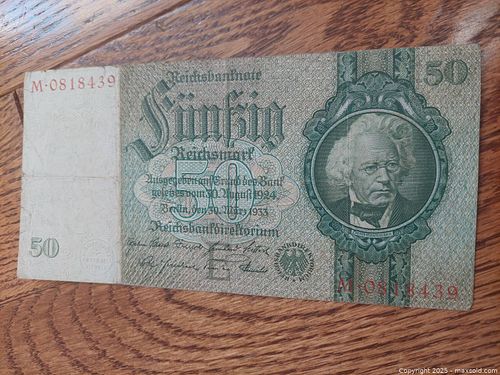 M·0818439
Reichsbanknote
50
Fünfzig
Reichsmark
50
Ausgegeben auf Grund des Bank
gesetzes vom 30. August 1924
Berlin, den 30. März 1933
Reichsbankdirektorium
50
M·0818439
Copyright 2025 - maxsold.com